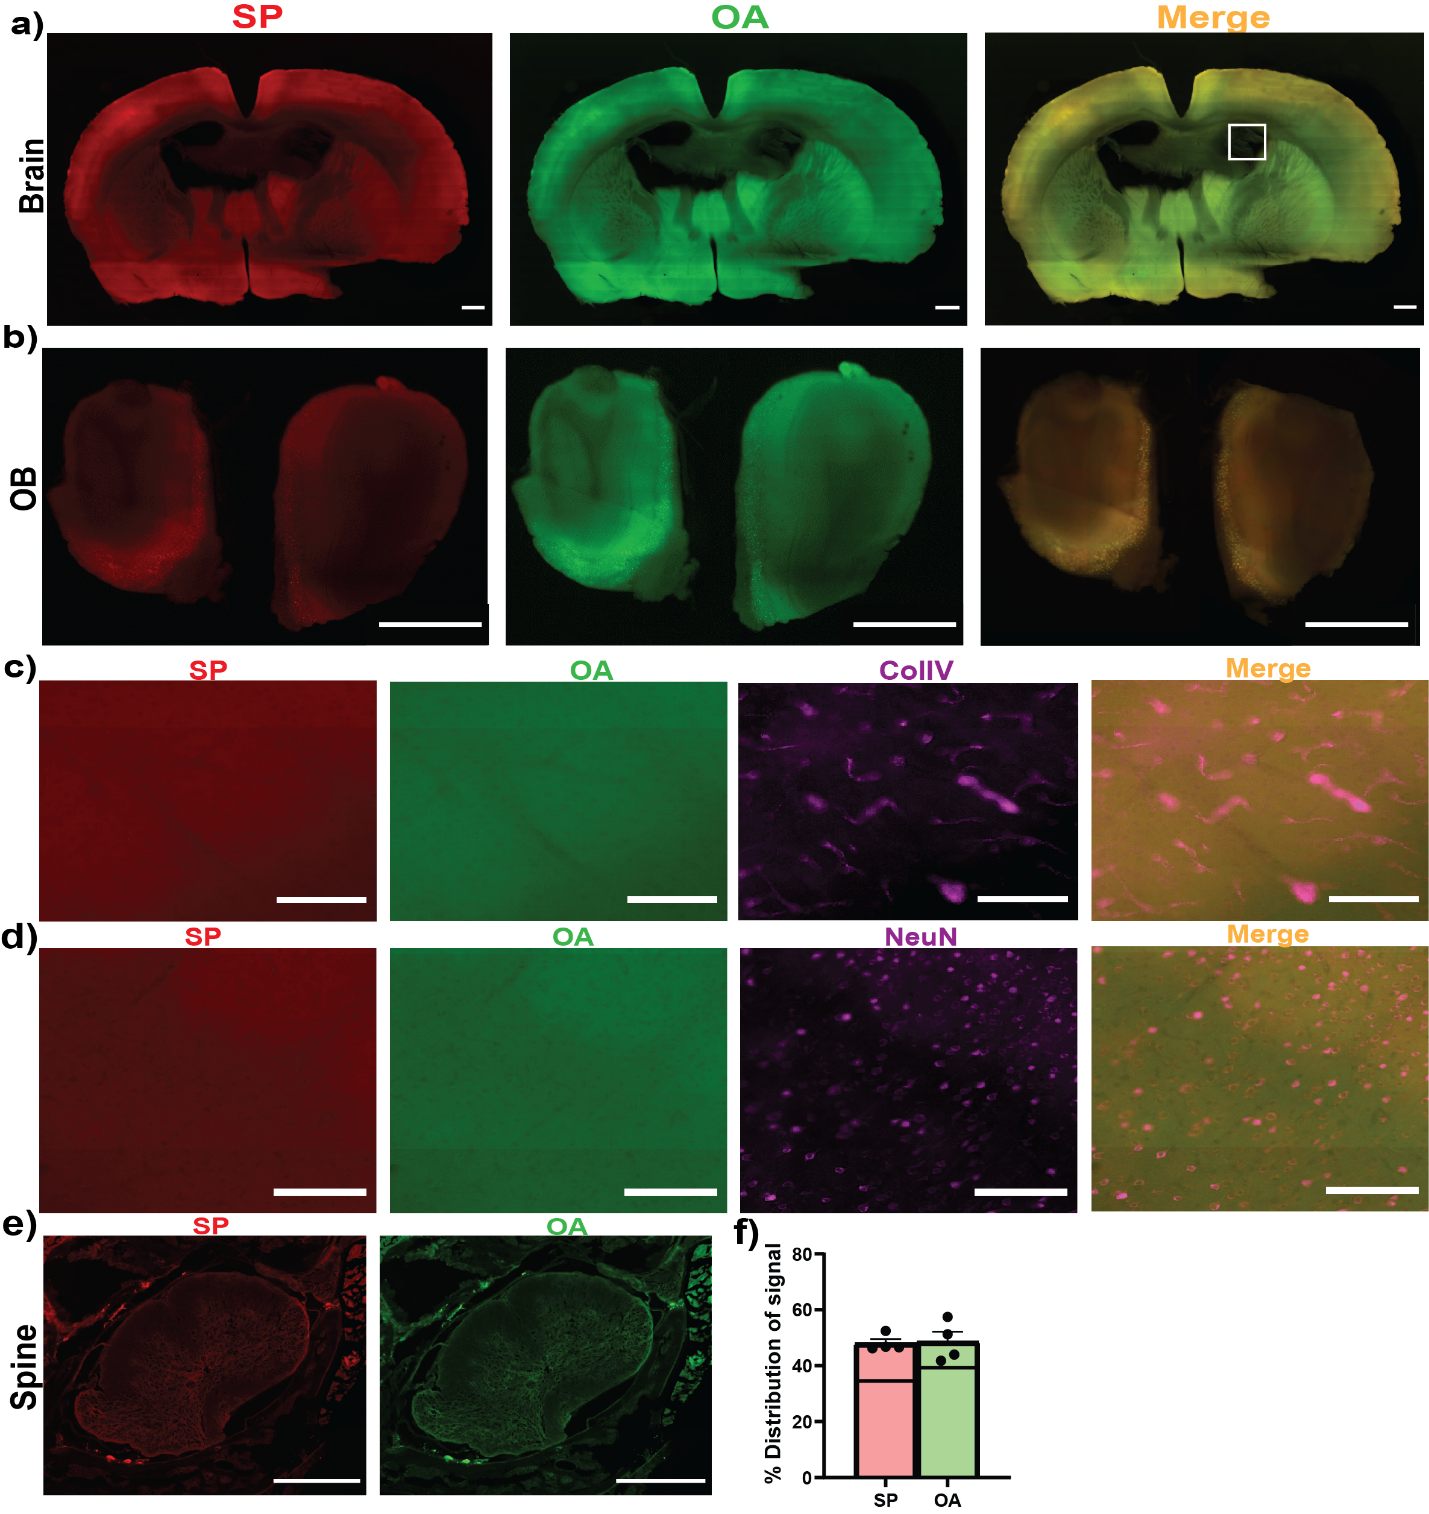 a)
SP
OA
Merge
Brain
b)
OB
c)
SP
OA
CollV
Merge
d)
SP
OA
NeuN
Merge
e)
SP
OA
Spine
f)
% Distribution of signal
80
60
40
20
0
SP
OA